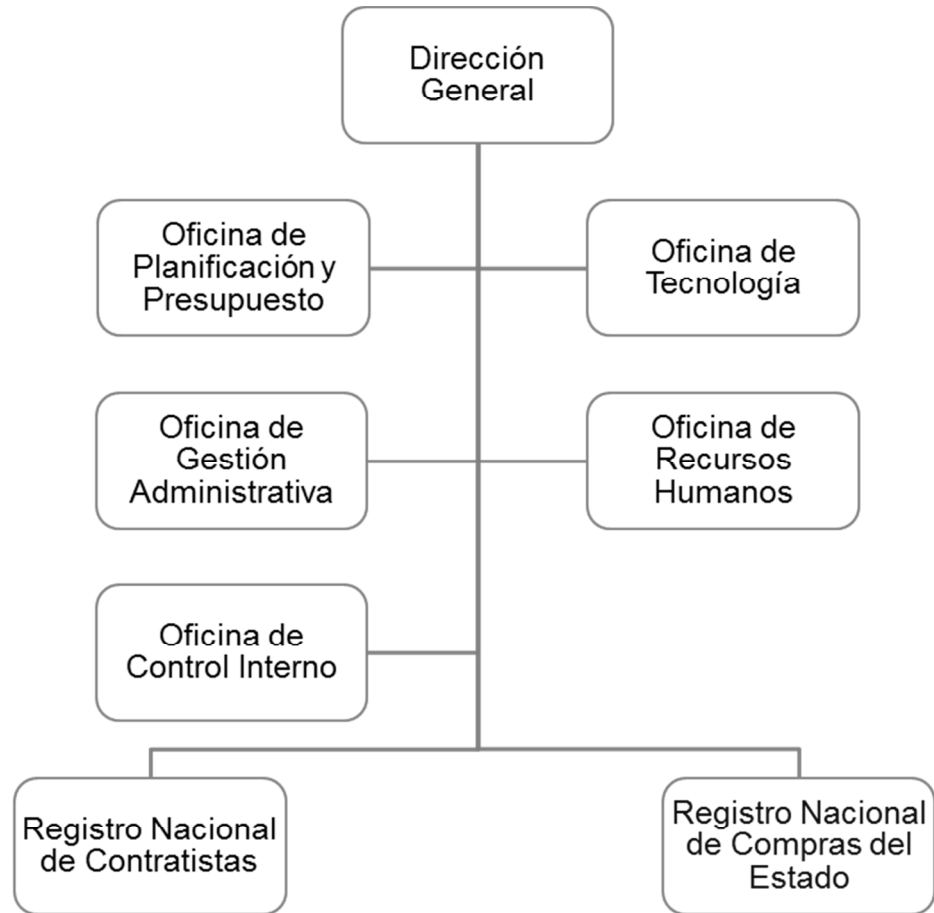 Dirección
General
Oficina de
Planificación y
Presupuesto
Oficina de
Tecnología
Oficina de
Gestión
Administrativa
Oficina de
Recursos
Humanos
Oficina de
Control Interno
Registro Nacional
de Contratistas
Registro Nacional
de Compras del
Estado